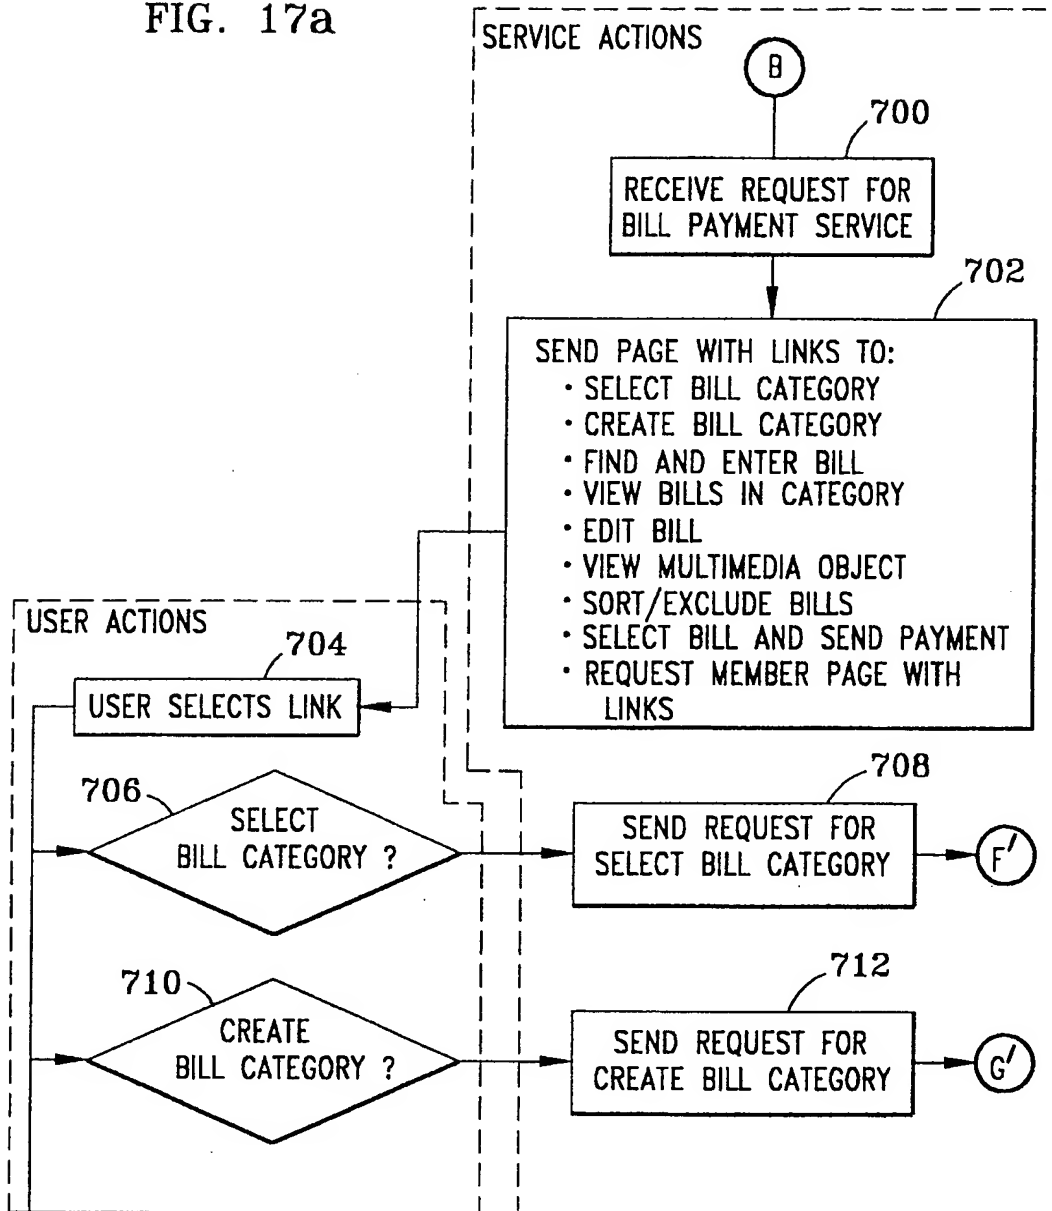 FIG. 17a
SERVICE ACTIONS
B
700
RECEIVE REQUEST FOR
BILL PAYMENT SERVICE
702
SEND PAGE WITH LINKS TO:
· SELECT BILL CATEGORY
· CREATE BILL CATEGORY
· FIND AND ENTER BILL
· VIEW BILLS IN CATEGORY
· EDIT BILL
· VIEW MULTIMEDIA OBJECT
· SORT/EXCLUDE BILLS
· SELECT BILL AND SEND PAYMENT
· REQUEST MEMBER PAGE WITH
LINKS
USER ACTIONS
704
USER SELECTS LINK
706
SELECT
BILL CATEGORY ?
708
SEND REQUEST FOR
SELECT BILL CATEGORY
F'
710
CREATE
BILL CATEGORY ?
712
SEND REQUEST FOR
CREATE BILL CATEGORY
G'